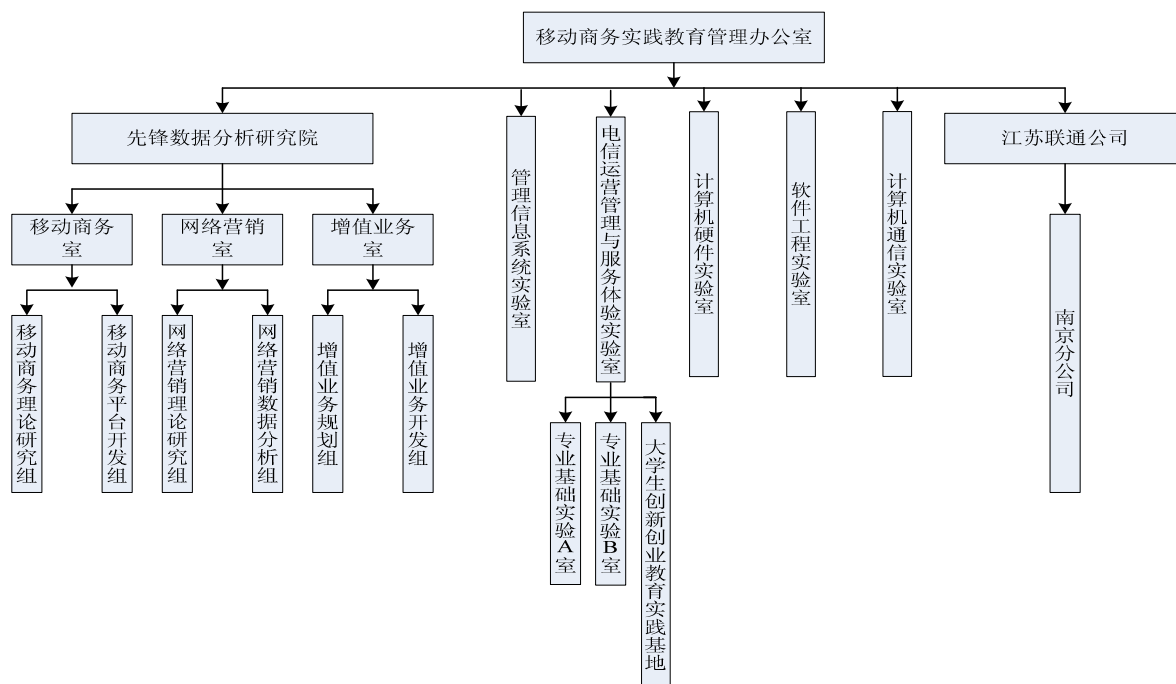 移动商务实践教育管理办公室
先锋数据分析研究院
管理信息系统实验室
电信运营管理与服务体验实验室
计算机硬件实验室
软件工程实验室
计算机通信实验室
江苏联通公司
移动商务
室
网络营销
室
增值业务
室
南京分公司
移动商务理论研究组
移动商务平台开发组
网络营销理论研究组
网络营销数据分析组
增值业务规划组
增值业务开发组
专业基础实验A室
专业基础实验B室
大学生创新创业教育实践基地